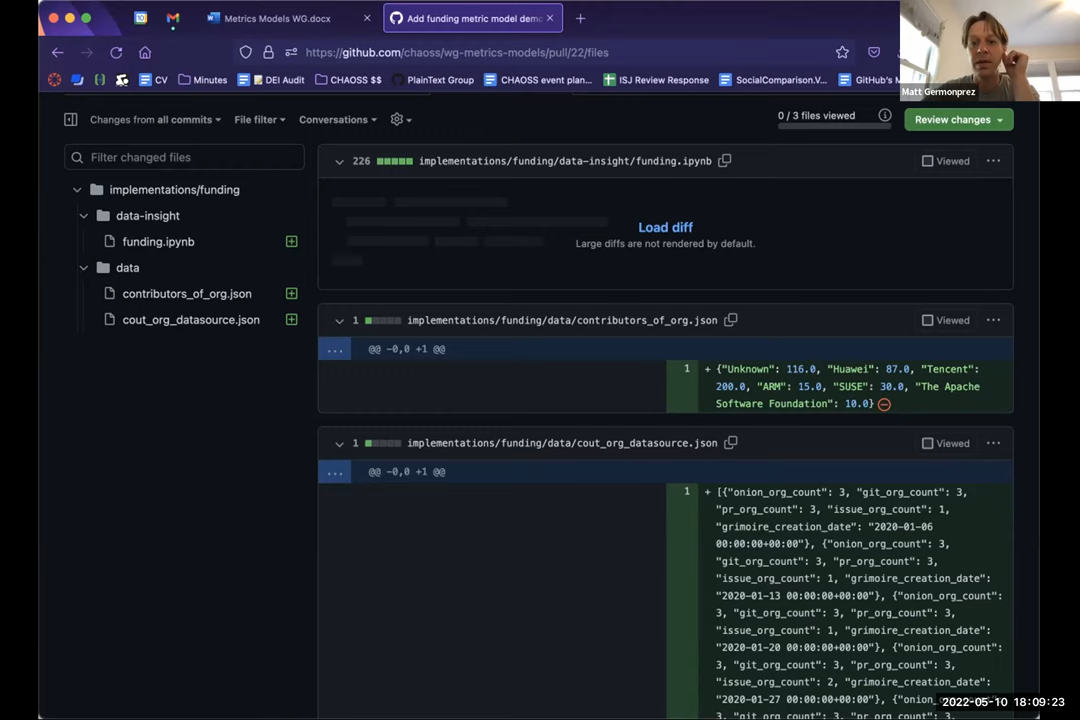 Metrics Models WG.docx
Add funding metric model demo
https://github.com/chaoss/wg-metrics-models/pull/22/files
CV
Minutes
DEI Audit
CHAOSS $$
PlainText Group
CHAOSS event plan...
ISJ Review Response
SocialComparison.V...
GitHub's M
Matt Germonprez
Changes from all commits
File filter
Conversations
0 / 3 files viewed
Review changes
Filter changed files
implementations/funding
data-insight
funding.ipynb
data
contributors_of_org.json
cout_org_datasource.json
226 implementations/funding/data-insight/funding.ipynb
Viewed
Load diff
Large diffs are not rendered by default.
1 implementations/funding/data/contributors_of_org.json
Viewed
... @@ -0,0 +1 @@
1 + {"Unknown": 116.0, "Huawei": 87.0, "Tencent":
200.0, "ARM": 15.0, "SUSE": 30.0, "The Apache
Software Foundation": 10.0}
1 implementations/funding/data/cout_org_datasource.json
Viewed
... @@ -0,0 +1 @@
1 + [{"onion_org_count": 3, "git_org_count": 3,
"pr_org_count": 3, "issue_org_count": 1,
"grimoire_creation_date": "2020-01-06
00:00:00+00:00"}, {"onion_org_count": 3,
"git_org_count": 3, "pr_org_count": 3,
"issue_org_count": 1, "grimoire_creation_date":
"2020-01-13 00:00:00+00:00"}, {"onion_org_count":
3, "git_org_count": 3, "pr_org_count": 3,
"issue_org_count": 1, "grimoire_creation_date":
"2020-01-20 00:00:00+00:00"}, {"onion_org_count":
3, "git_org_count": 3, "pr_org_count": 3,
"issue_org_count": 2, "grimoire_creation_date":
"2020-01-27 00:00:00+00:00"}, {"onion_
2022-05-10 18:09:23